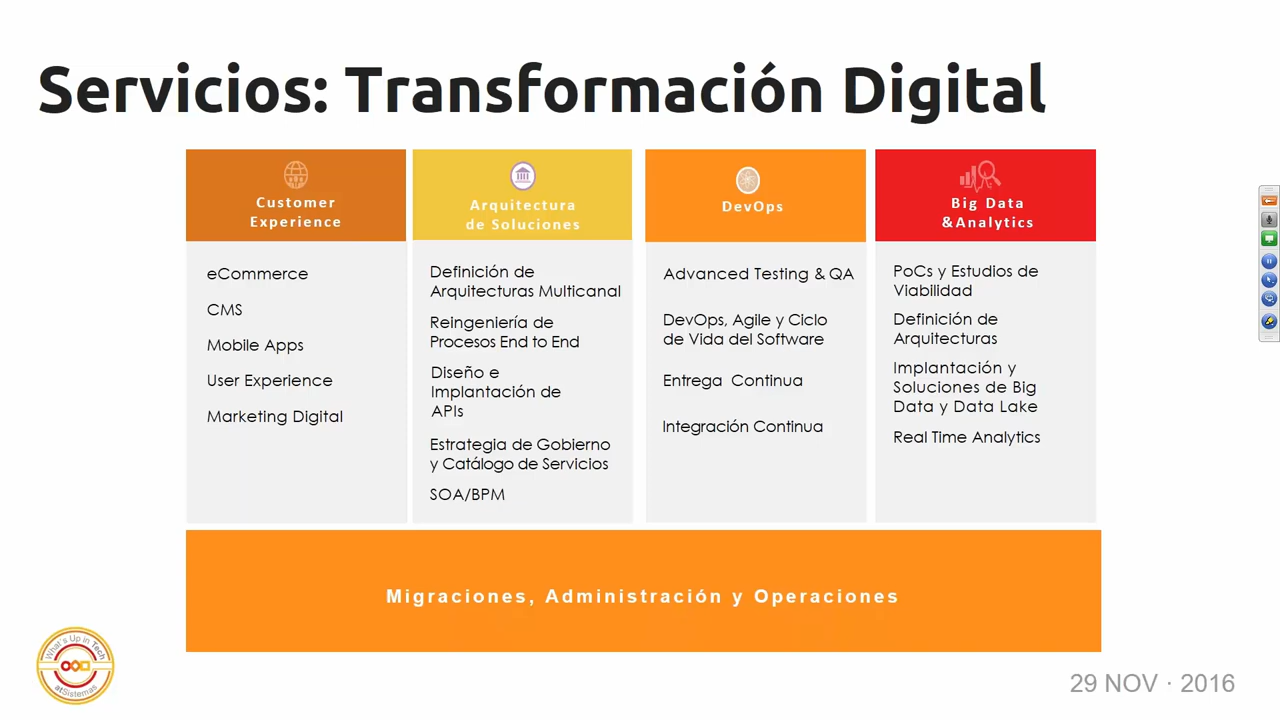 Servicios: Transformación Digital
Customer
Experience
eCommerce
CMS
Mobile Apps
User Experience
Marketing Digital
Arquitectura
de Soluciones
Definición de
Arquitecturas Multicanal
Reingeniería de
Procesos End to End
Diseño e
Implantación de
APIs
Estrategia de Gobierno
y Catálogo de Servicios
SOA/BPM
DevOps
Advanced Testing & QA
DevOps, Agile y Ciclo
de Vida del Software
Entrega Continua
Integración Continua
Big Data
&Analytics
PoCs y Estudios de
Viabilidad
Definición de
Arquitecturas
Implantación y
Soluciones de Big
Data y Data Lake
Real Time Analytics
Migraciones, Administración y Operaciones
What's Up in Tech
atSistemas
29 NOV · 2016